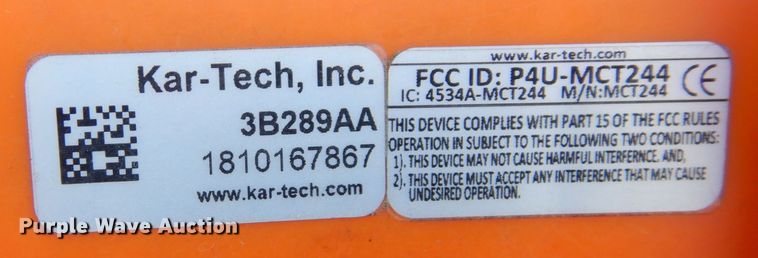 Kar-Tech, Inc.
3B289AA
1810167867
www.kar-tech.com
www.kar-tech.com
FCC ID: P4U-MCT244
IC: 4534A-MCT244 M/N:MCT244
CE
THIS DEVICE COMPLIES WITH PART 15 OF THE FCC RULES
OPERATION IN SUBJECT TO THE FOLLOWING TWO CONDITIONS:
1). THIS DEVICE MAY NOT CAUSE HARMFUL INTERFERNCE. AND,
2). THIS DEVICE MUST ACCEPT ANY INTERFERENCE THAT MAY CAUSE
UNDESIRED OPERATION.
Purple Wave Auction